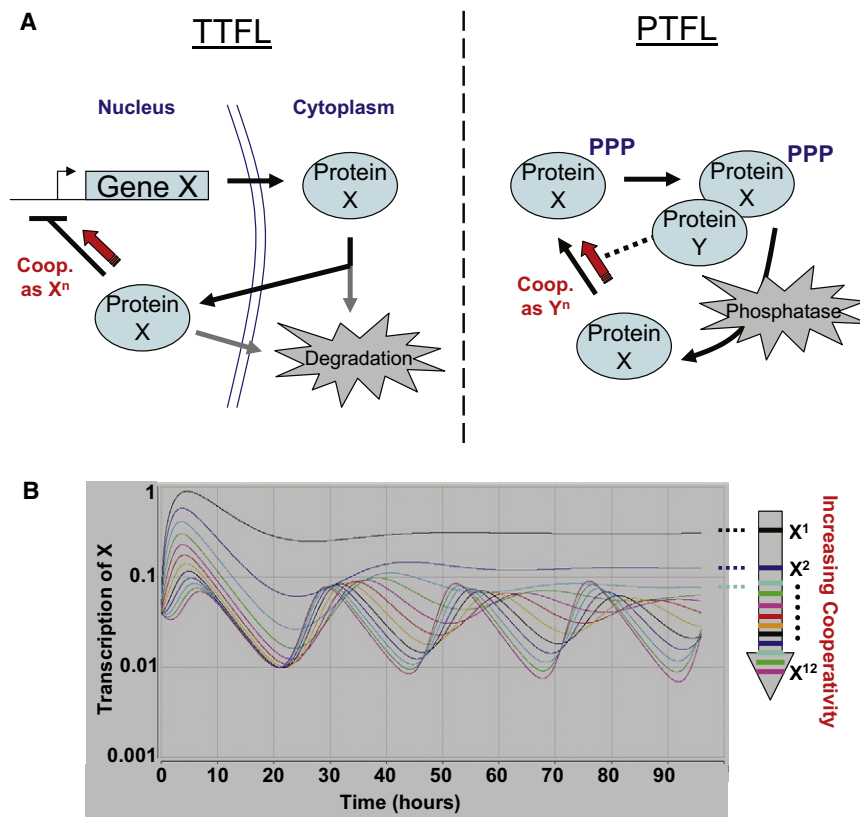 A
TTFL
PTFL
Nucleus
Cytoplasm
Gene X
Protein
X
Coop.
as Xⁿ
Protein
X
Degradation
PPP
Protein
X
PPP
Protein
X
Protein
Y
Coop.
as Yⁿ
Phosphatase
Protein
X
B
Transcription of X
1
0.1
0.01
0.001
0 10 20 30 40 50 60 70 80 90
Time (hours)
X¹
X²
X¹²
Increasing Cooperativity